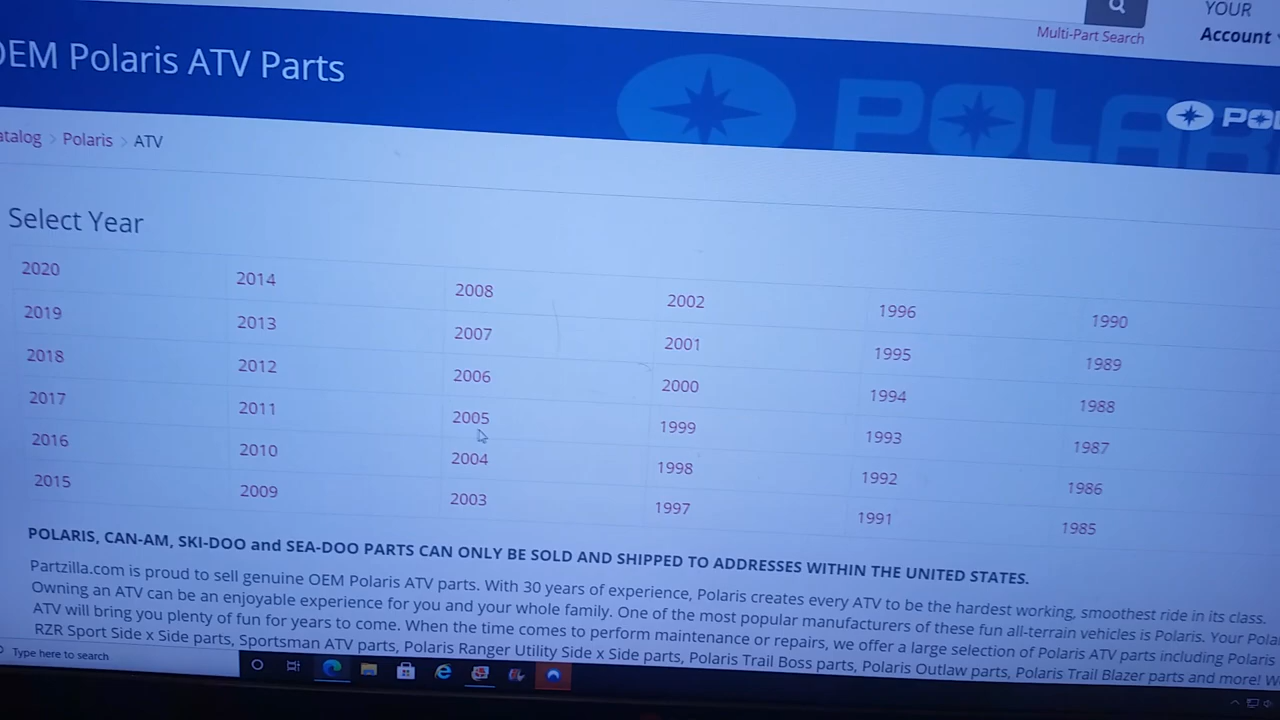 YOUR
Multi-Part Search
Account
OEM Polaris ATV Parts
POLARIS
POL
atalog > Polaris > ATV
Select Year
2020 2014 2008 2002 1996 1990
2019 2013 2007 2001 1995 1989
2018 2012 2006 2000 1994 1988
2017 2011 2005 1999 1993 1987
2016 2010 2004 1998 1992 1986
2015 2009 2003 1997 1991 1985
POLARIS, CAN-AM, SKI-DOO and SEA-DOO PARTS CAN ONLY BE SOLD AND SHIPPED TO ADDRESSES WITHIN THE UNITED STATES.
Partzilla.com is proud to sell genuine OEM Polaris ATV parts. With 30 years of experience, Polaris creates every ATV to be the hardest working, smoothest ride in its class.
Owning an ATV can be an enjoyable experience for you and your whole family. One of the most popular manufacturers of these fun all-terrain vehicles is Polaris. Your Pola
ATV will bring you plenty of fun for years to come. When the time comes to perform maintenance or repairs, we offer a large selection of Polaris ATV parts including Polaris
RZR Sport Side x Side parts, Sportsman ATV parts, Polaris Ranger Utility Side x Side parts, Polaris Trail Boss parts, Polaris Outlaw parts, Polaris Trail Blazer parts and more! W
Type here to search